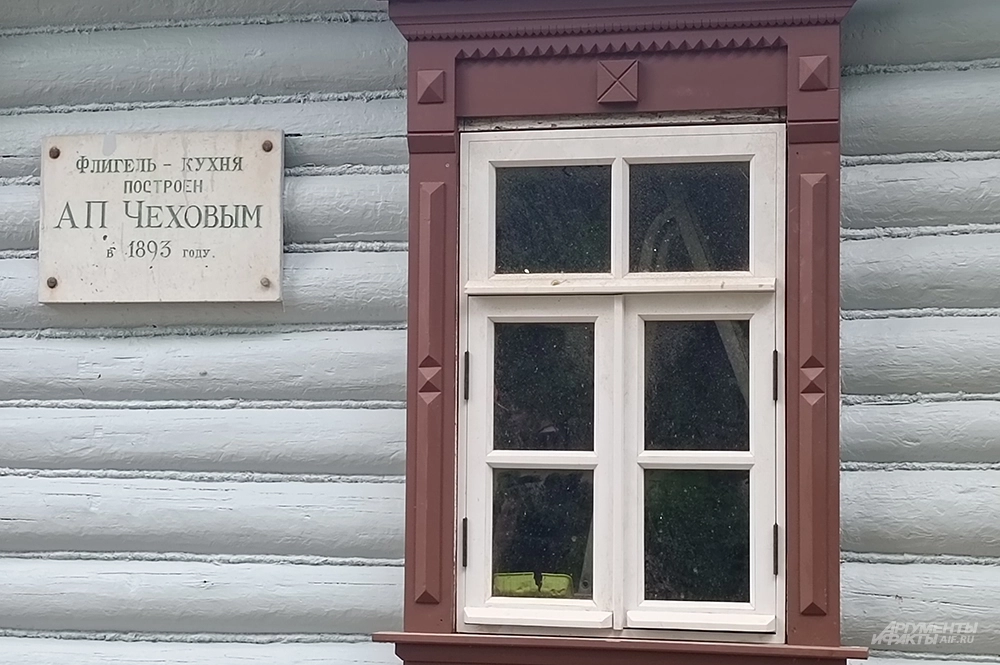 Флигель – кухня
построен
А П Чеховым
в 1893 году.
АРГУМЕНТЫ
И ФАКТЫ AIF.RU